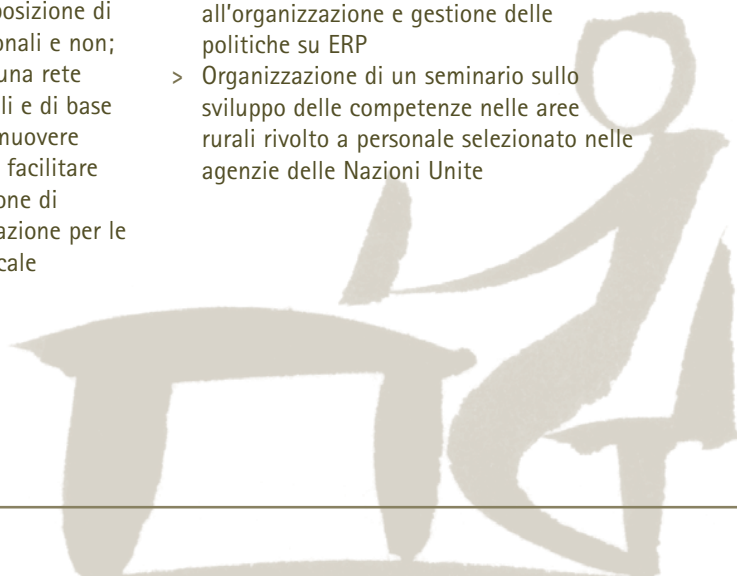 osizione di
onali e non;
una rete
li e di base
muovere
facilitare
one di
azione per le
cale
all'organizzazione e gestione delle
politiche su ERP
> Organizzazione di un seminario sullo
sviluppo delle competenze nelle aree
rurali rivolto a personale selezionato nelle
agenzie delle Nazioni Unite